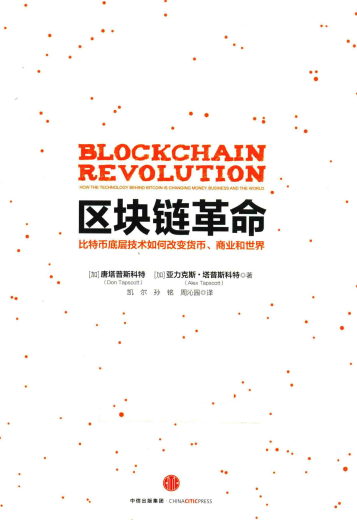 BLOCKCHAIN
REVOLUTION
HOW THE TECHNOLOGY BEHIND BITCOIN IS CHANGING MONEY, BUSINESS AND THE WORLD
区块链革命
比特币底层技术如何改变货币、商业和世界
[加]唐塔普斯科特 [加]亚力克斯·塔普斯科特◎著
(Don Tapscott) (Alex Tapscott)
凯尔 孙铭 周沁园◎译
中信出版集团·CHINACITICPRESS